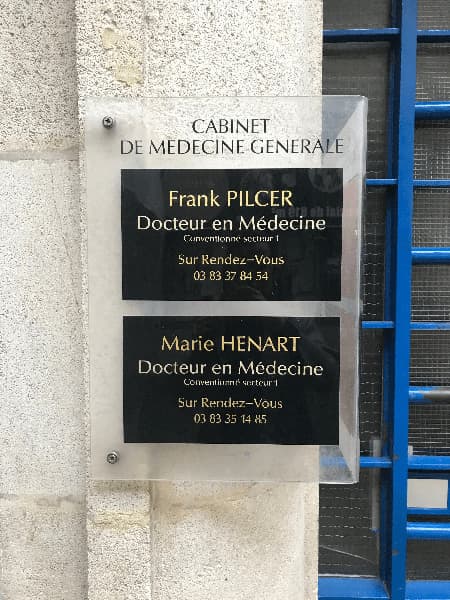 CABINET
DE MEDECINE GENERALE
Frank PILCER
Docteur en Médecine
Conventionné secteur 1
Sur Rendez-Vous
03 83 37 84 54
Marie HENART
Docteur en Médecine
Conventionné secteur 1
Sur Rendez-Vous
03 83 35 14 85